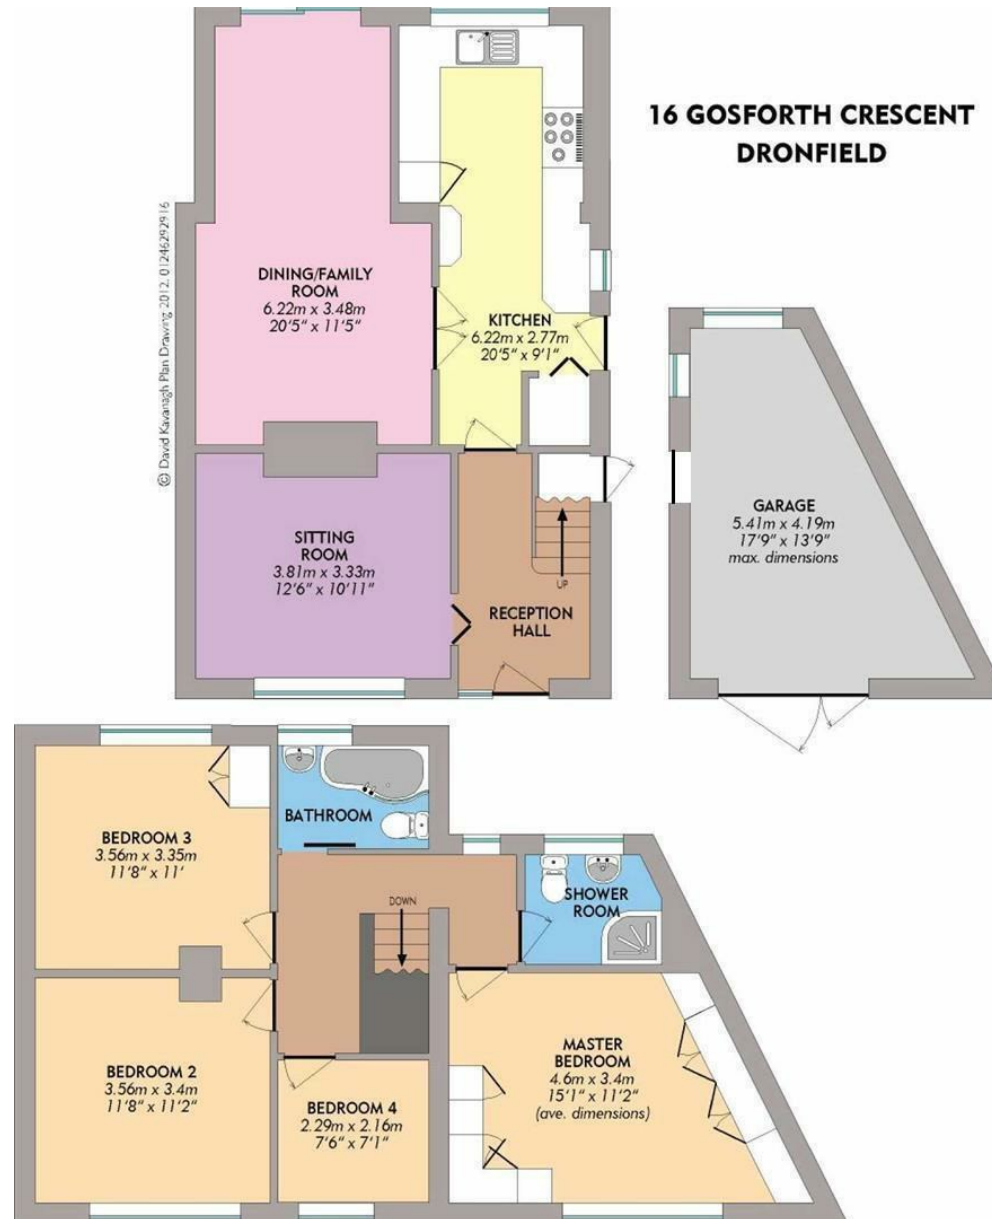 16 GOSFORTH CRESCENT
DRONFIELD
© David Kavanagh Plan Drawing 2012. 01246292916
DINING/FAMILY
ROOM
6.22m x 3.48m
20'5" x 11'5"
KITCHEN
6.22m x 2.77m
20'5" x 9'1"
GARAGE
5.41m x 4.19m
17'9" x 13'9"
max. dimensions
SITTING
ROOM
3.81m x 3.33m
12'6" x 10'11"
UP
RECEPTION
HALL
BATHROOM
BEDROOM 3
3.56m x 3.35m
11'8" x 11'
DOWN
SHOWER
ROOM
BEDROOM 2
3.56m x 3.4m
11'8" x 11'2"
BEDROOM 4
2.29m x 2.16m
7'6" x 7'1"
MASTER
BEDROOM
4.6m x 3.4m
15'1" x 11'2"
(ave. dimensions)